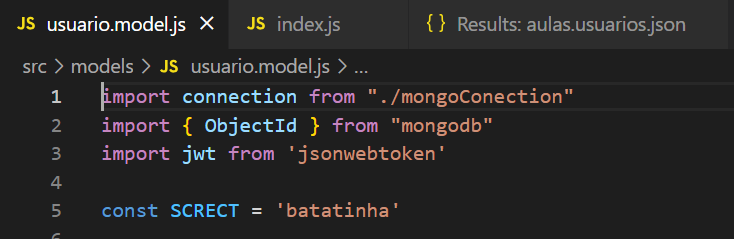 JS usuario.model.js × JS index.js { } Results: aulas.usuarios.json
src > models > JS usuario.model.js > ...
1 import connection from "./mongoConection"
2 import { ObjectId } from "mongodb"
3 import jwt from 'jsonwebtoken'
4
5 const SCRECT = 'batatinha'
6